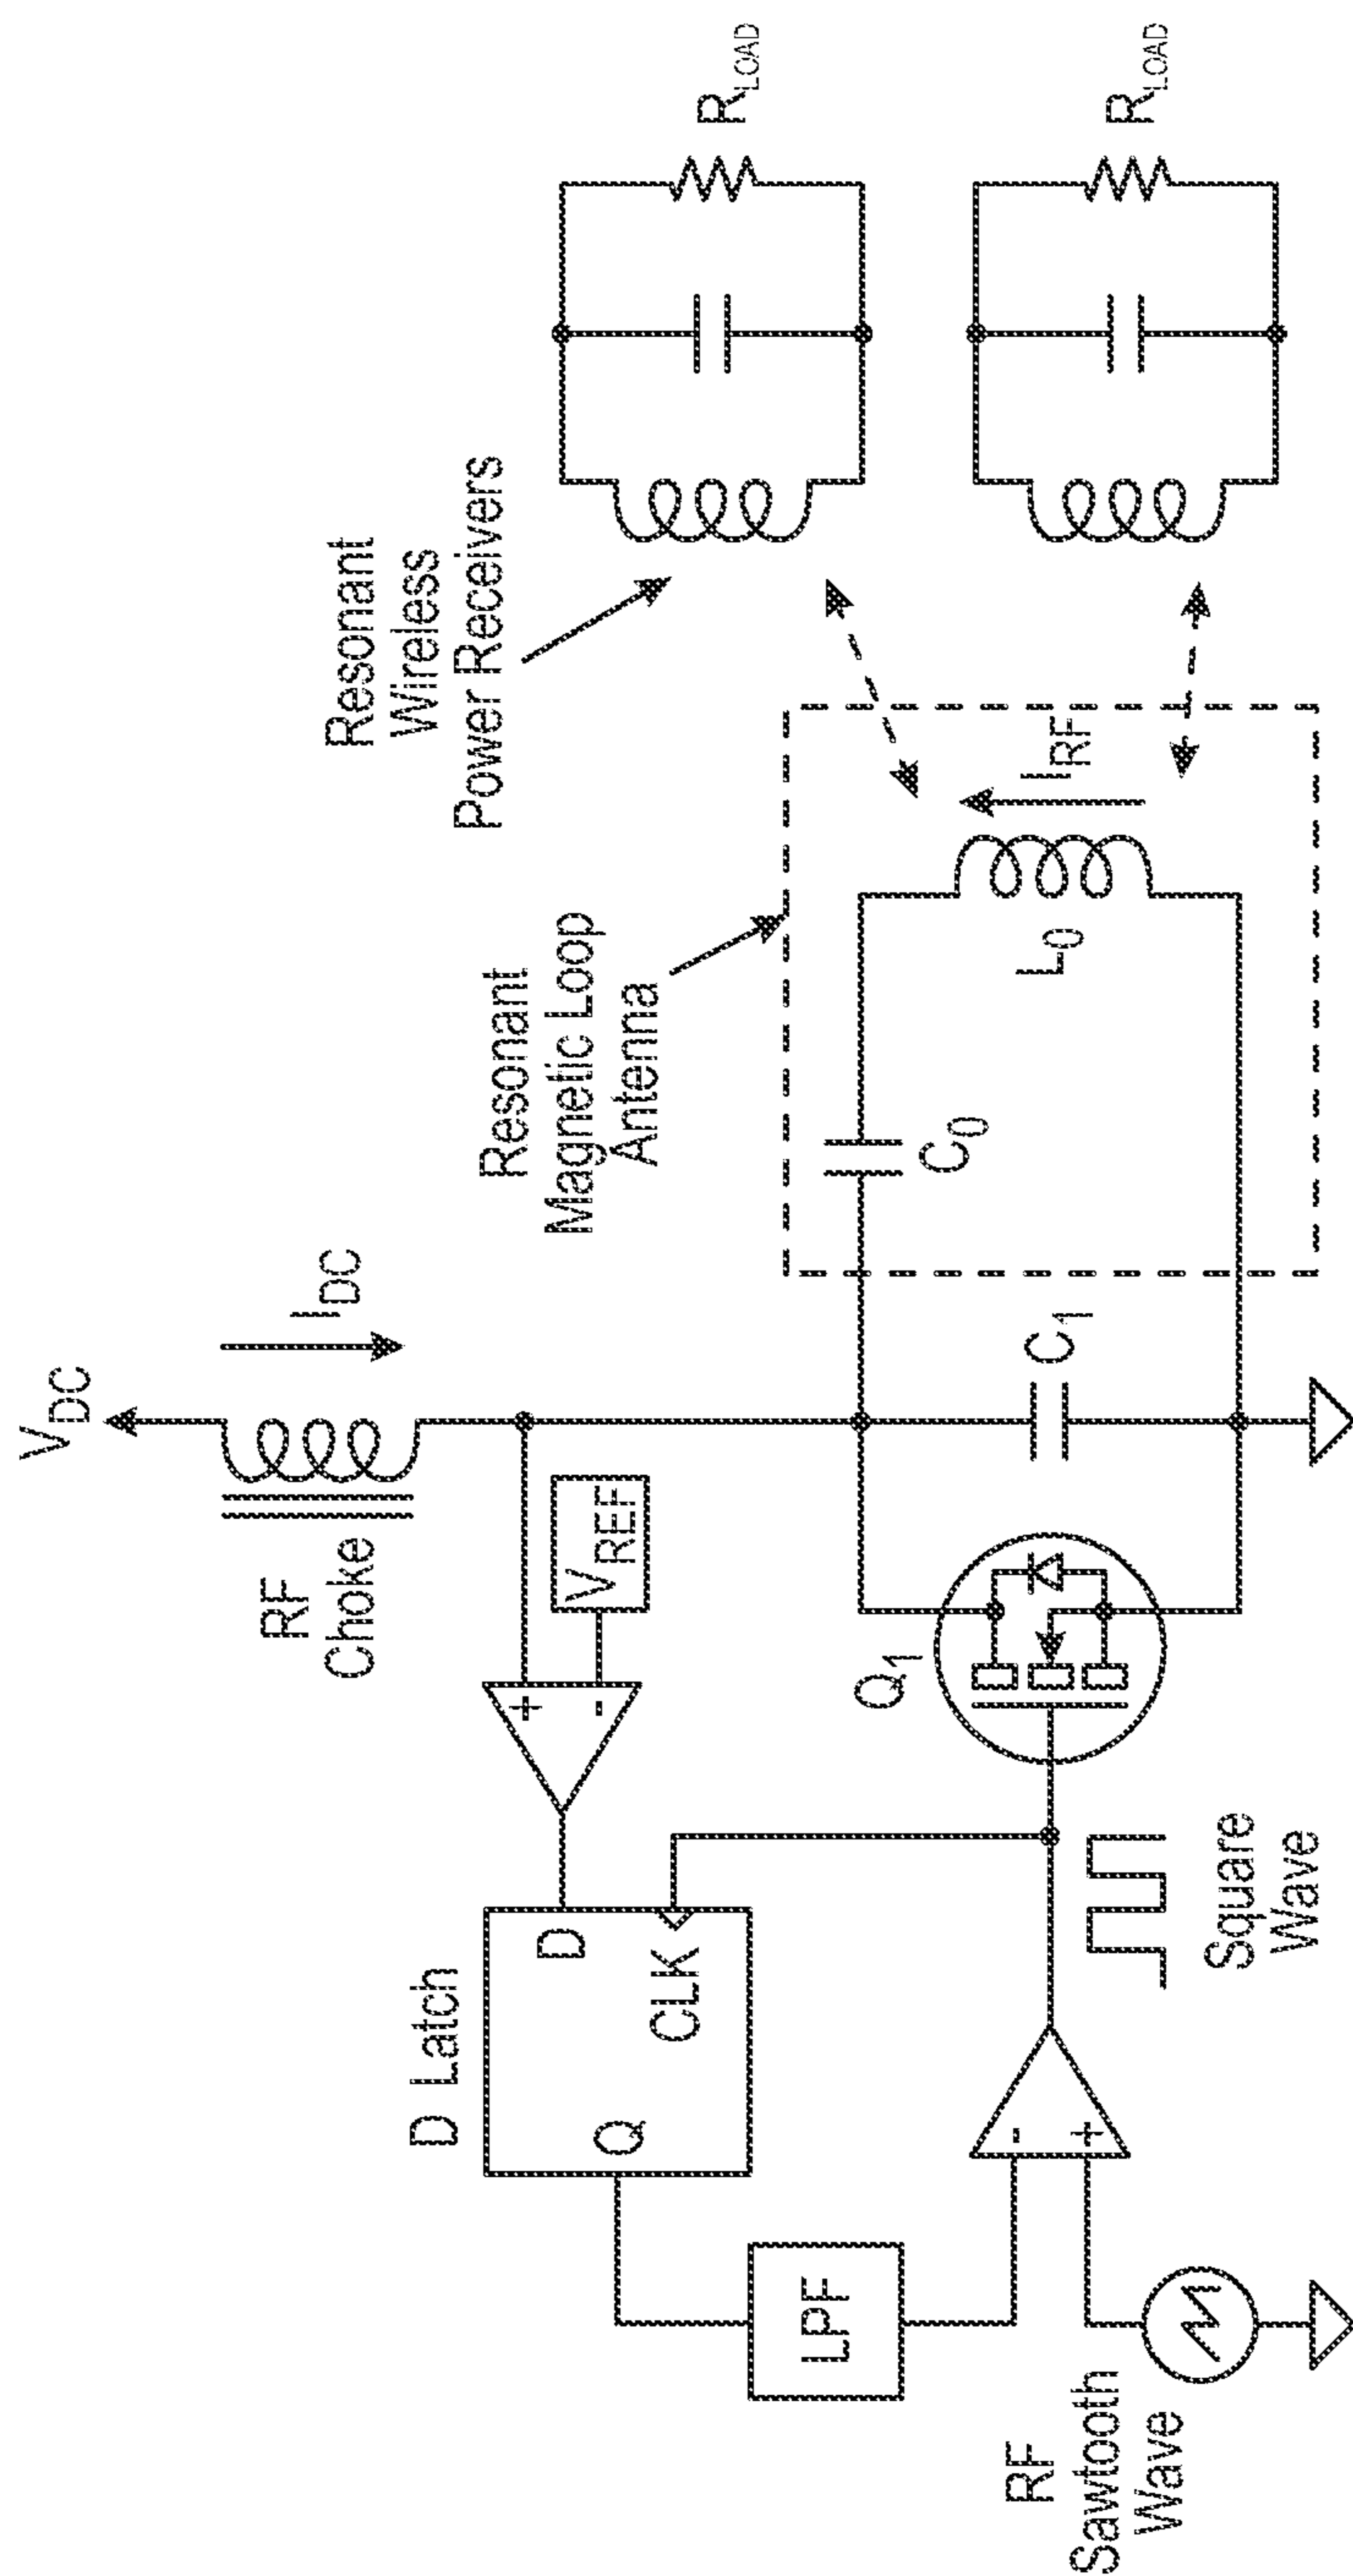 V_DC
I_DC
RF
Choke
Resonant
Wireless
Power Receivers
R_LOAD
R_LOAD
Resonant
Magnetic Loop
Antenna
D Latch
D
Q
CLK
+
-
V_REF
LPF
Q_1
C_1
C_0
L_0
I_RF
-
+
RF
Sawtooth
Wave
Square
Wave